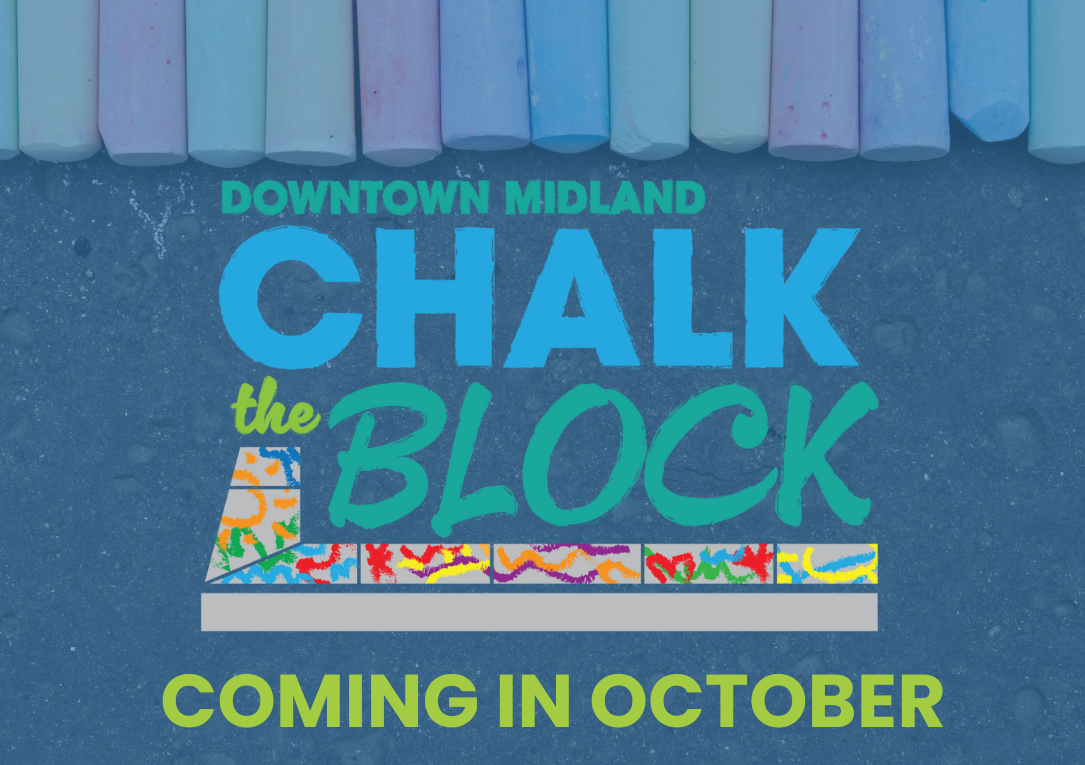 DOWNTOWN MIDLAND
CHALK
the BLOCK
COMING IN OCTOBER